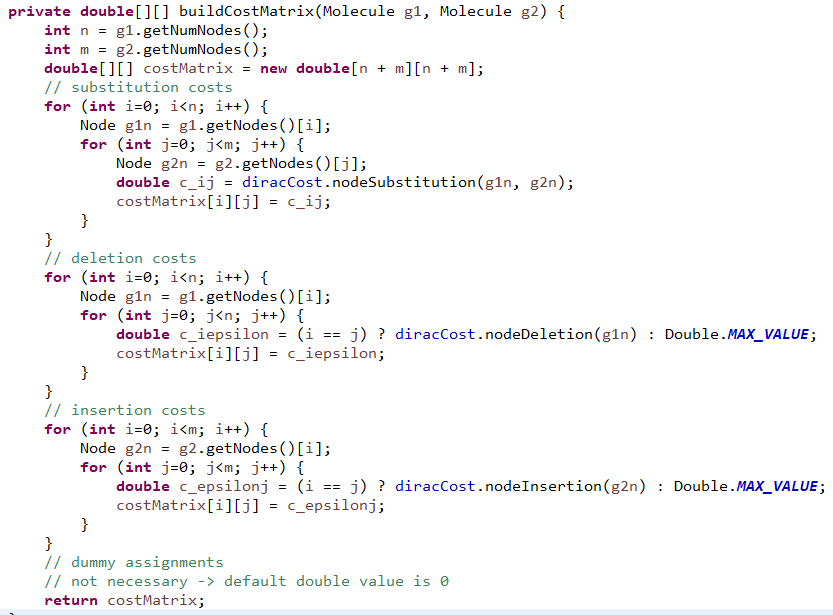 private double[][] buildCostMatrix(Molecule g1, Molecule g2) {
    int n = g1.getNumNodes();
    int m = g2.getNumNodes();
    double[][] costMatrix = new double[n + m][n + m];
    // substitution costs
    for (int i=0; i<n; i++) {
        Node g1n = g1.getNodes()[i];
        for (int j=0; j<m; j++) {
            Node g2n = g2.getNodes()[j];
            double c_ij = diracCost.nodeSubstitution(g1n, g2n);
            costMatrix[i][j] = c_ij;
        }
    }
    // deletion costs
    for (int i=0; i<n; i++) {
        Node g1n = g1.getNodes()[i];
        for (int j=0; j<n; j++) {
            double c_iepsilon = (i == j) ? diracCost.nodeDeletion(g1n) : Double.MAX_VALUE;
            costMatrix[i][j] = c_iepsilon;
        }
    }
    // insertion costs
    for (int i=0; i<m; i++) {
        Node g2n = g2.getNodes()[i];
        for (int j=0; j<m; j++) {
            double c_epsilonj = (i == j) ? diracCost.nodeInsertion(g2n) : Double.MAX_VALUE;
            costMatrix[i][j] = c_epsilonj;
        }
    }
    // dummy assignments
    // not necessary -> default double value is 0
    return costMatrix;